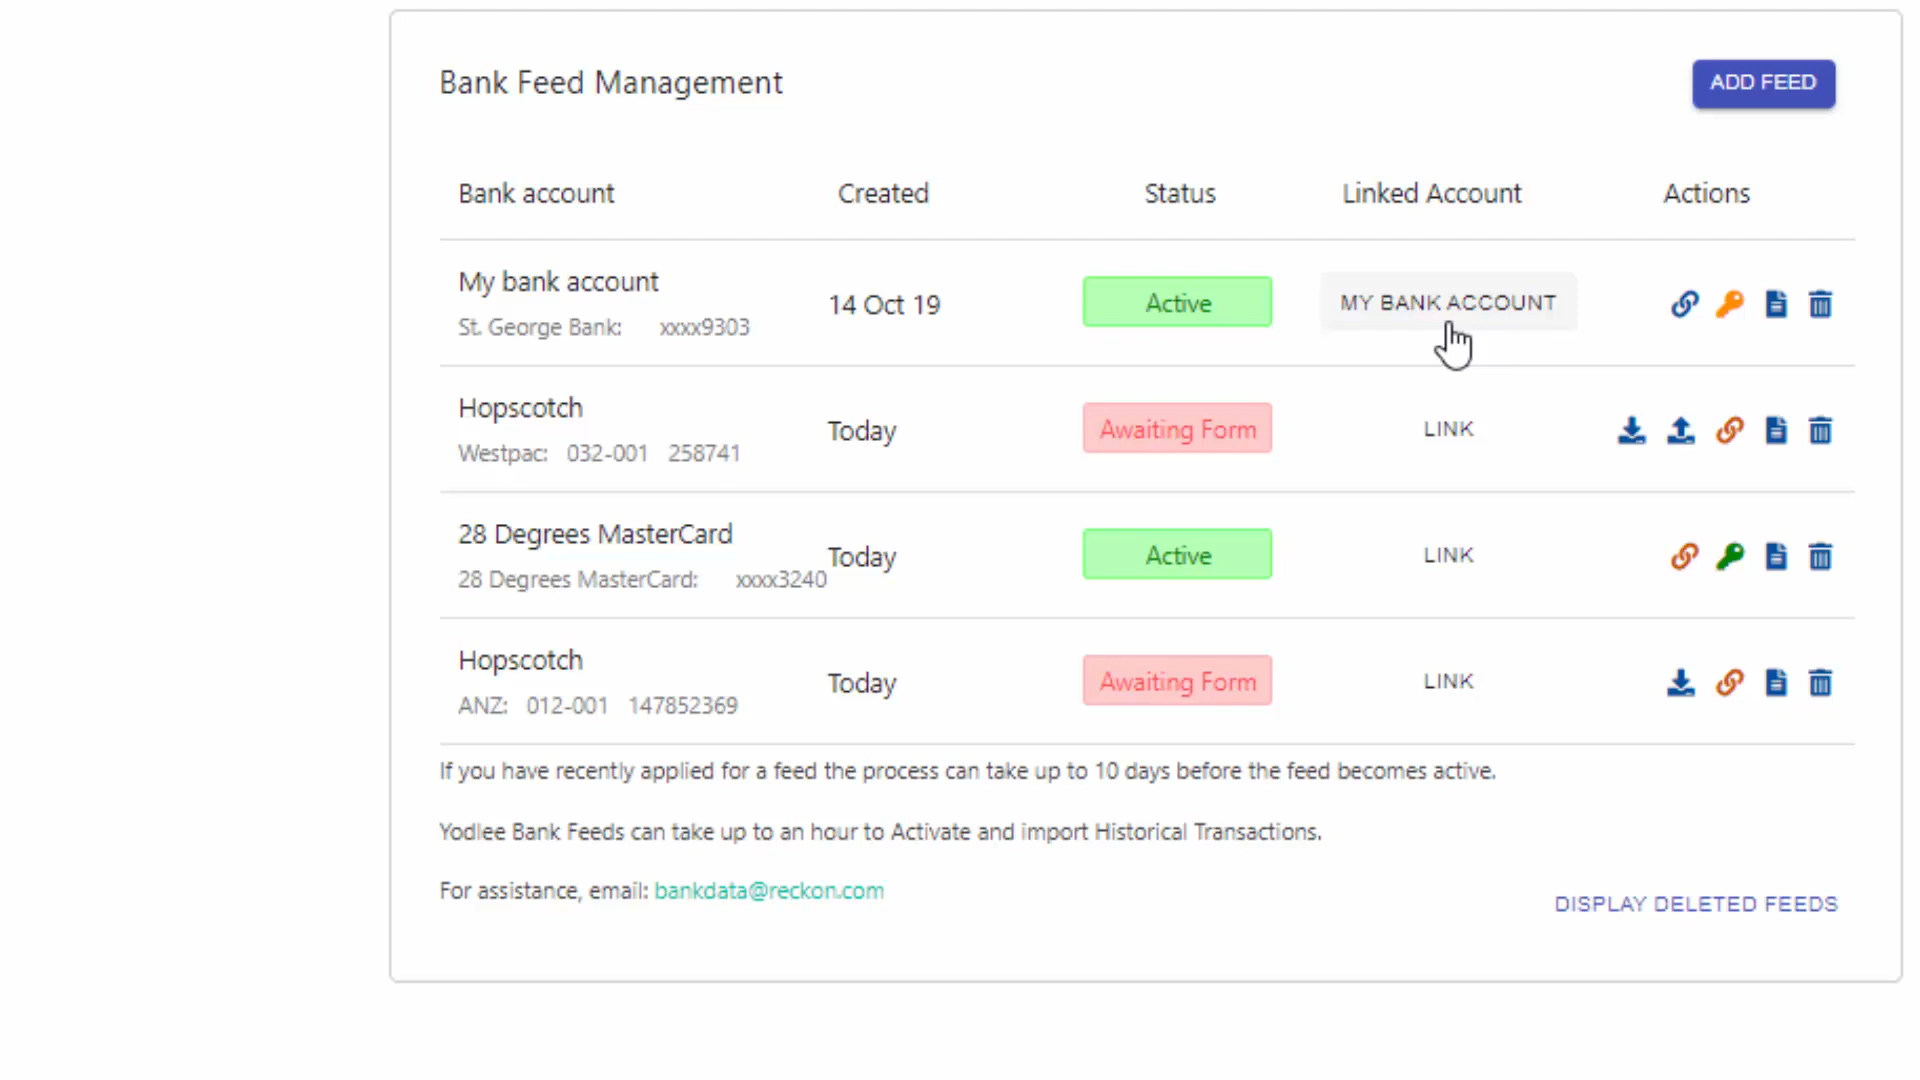 Bank Feed Management
ADD FEED
Bank account Created Status Linked Account Actions
My bank account
St. George Bank: xxxx9303
14 Oct 19
Active
MY BANK ACCOUNT
Hopscotch
Westpac: 032-001 258741
Today
Awaiting Form
LINK
28 Degrees MasterCard
28 Degrees MasterCard: xxxx3240
Today
Active
LINK
Hopscotch
ANZ: 012-001 147852369
Today
Awaiting Form
LINK
If you have recently applied for a feed the process can take up to 10 days before the feed becomes active.
Yodlee Bank Feeds can take up to an hour to Activate and import Historical Transactions.
For assistance, email: bankdata@reckon.com
DISPLAY DELETED FEEDS